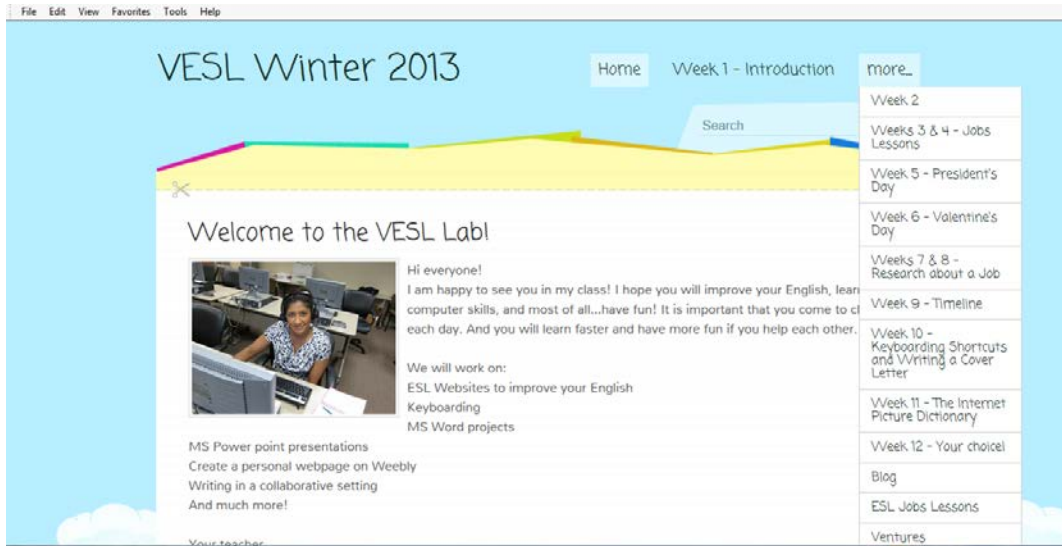 File Edit View Favorites Tools Help
VESL Winter 2013
Home Week 1 - Introduction more...
Search
Week 2
Weeks 3 & 4 - Jobs
Lessons
Week 5 - President's
Day
Week 6 - Valentine's
Day
Weeks 7 & 8 -
Research about a Job
Week 9 - Timeline
Week 10 -
Keyboarding Shortcuts
and Writing a Cover
Letter
Week 11 - The Internet
Picture Dictionary
Week 12 - Your choice!
Blog
ESL Jobs Lessons
Ventures
Welcome to the VESL Lab!
Hi everyone!
I am happy to see you in my class! I hope you will improve your English,
computer skills, and most of all...have fun! It is important that you come to
each day. And you will learn faster and have more fun if you help each other.
We will work on:
ESL Websites to improve your English
Keyboarding
MS Word projects
MS Power point presentations
Create a personal webpage on Weebly
Writing in a collaborative setting
And much more!
Your teacher